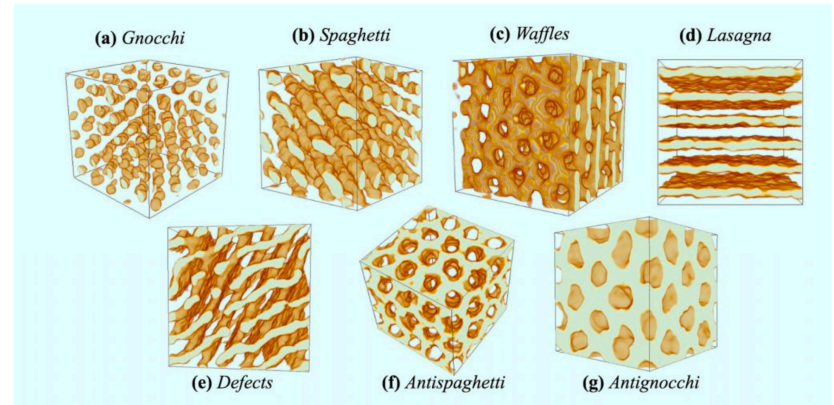 (a) Gnocchi
(b) Spaghetti
(c) Waffles
(d) Lasagna
(e) Defects
(f) Antispaghetti
(g) Antignocchi